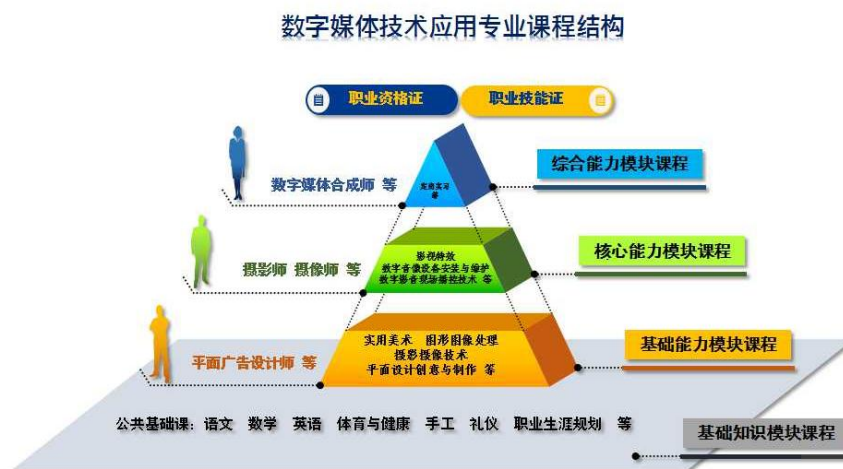 数字媒体技术应用专业课程结构
职业资格证 职业技能证
综合能力模块课程
数字媒体合成师 等
等
核心能力模块课程
影视特效
摄影师 摄像师 等
数字音像设备安装与维护
数字影音现场播控技术 等
实用美术 图形图像处理
基础能力模块课程
摄影摄像技术
平面广告设计师 等
平面设计创意与制作 等
公共基础课：语文 数学 英语 体育与健康 手工 礼仪 职业生涯规划 等
基础知识模块课程